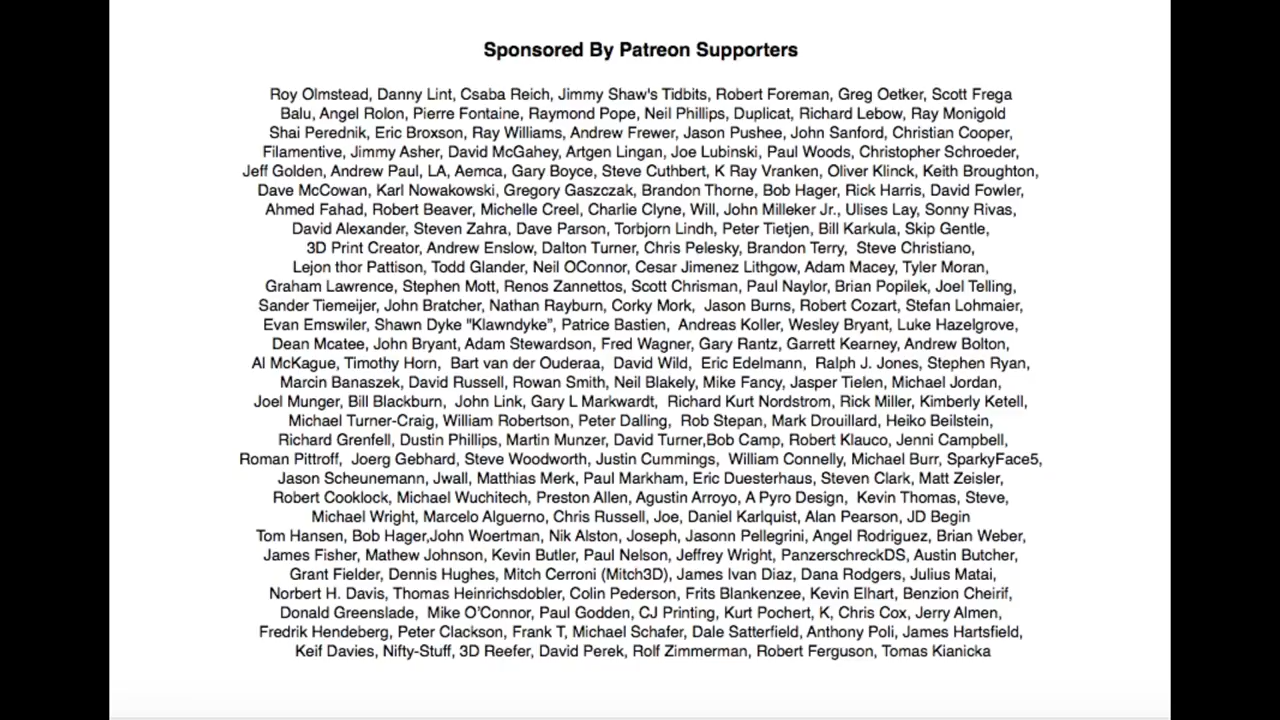 Sponsored By Patreon Supporters
Roy Olmstead, Danny Lint, Csaba Reich, Jimmy Shaw's Tidbits, Robert Foreman, Greg Oetker, Scott Frega
Balu, Angel Rolon, Pierre Fontaine, Raymond Pope, Neil Phillips, Duplicat, Richard Lebow, Ray Monigold
Shai Perednik, Eric Broxson, Ray Williams, Andrew Frewer, Jason Pushee, John Sanford, Christian Cooper,
Filamentive, Jimmy Asher, David McGahey, Artgen Lingan, Joe Lubinski, Paul Woods, Christopher Schroeder,
Jeff Golden, Andrew Paul, LA, Aemca, Gary Boyce, Steve Cuthbert, K Ray Vranken, Oliver Klinck, Keith Broughton,
Dave McCowan, Karl Nowakowski, Gregory Gaszczak, Brandon Thorne, Bob Hager, Rick Harris, David Fowler,
Ahmed Fahad, Robert Beaver, Michelle Creel, Charlie Clyne, Will, John Milleker Jr., Ulises Lay, Sonny Rivas,
David Alexander, Steven Zahra, Dave Parson, Torbjorn Lindh, Peter Tietjen, Bill Karkula, Skip Gentle,
3D Print Creator, Andrew Enslow, Dalton Turner, Chris Pelesky, Brandon Terry,  Steve Christiano,
Lejon thor Pattison, Todd Glander, Neil OConnor, Cesar Jimenez Lithgow, Adam Macey, Tyler Moran,
Graham Lawrence, Stephen Mott, Renos Zannettos, Scott Chrisman, Paul Naylor, Brian Popilek, Joel Telling,
Sander Tiemeijer, John Bratcher, Nathan Rayburn, Corky Mork,  Jason Burns, Robert Cozart, Stefan Lohmaier,
Evan Emswiler, Shawn Dyke "Klawndyke”, Patrice Bastien,  Andreas Koller, Wesley Bryant, Luke Hazelgrove,
Dean Mcatee, John Bryant, Adam Stewardson, Fred Wagner, Gary Rantz, Garrett Kearney, Andrew Bolton,
Al McKague, Timothy Horn,  Bart van der Ouderaa,  David Wild,  Eric Edelmann,  Ralph J. Jones, Stephen Ryan,
Marcin Banaszek, David Russell, Rowan Smith, Neil Blakely, Mike Fancy, Jasper Tielen, Michael Jordan,
Joel Munger, Bill Blackburn,  John Link, Gary L Markwardt,  Richard Kurt Nordstrom, Rick Miller, Kimberly Ketell,
Michael Turner-Craig, William Robertson, Peter Dalling,  Rob Stepan, Mark Drouillard, Heiko Beilstein,
Richard Grenfell, Dustin Phillips, Martin Munzer, David Turner,Bob Camp, Robert Klauco, Jenni Campbell,
Roman Pittroff,  Joerg Gebhard, Steve Woodworth, Justin Cummings,  William Connelly, Michael Burr, SparkyFace5,
Jason Scheunemann, Jwall, Matthias Merk, Paul Markham, Eric Duesterhaus, Steven Clark, Matt Zeisler,
Robert Cooklock, Michael Wuchitech, Preston Allen, Agustin Arroyo, A Pyro Design,  Kevin Thomas, Steve,
Michael Wright, Marcelo Alguerno, Chris Russell, Joe, Daniel Karlquist, Alan Pearson, JD Begin
Tom Hansen, Bob Hager,John Woertman, Nik Alston, Joseph, Jasonn Pellegrini, Angel Rodriguez, Brian Weber,
James Fisher, Mathew Johnson, Kevin Butler, Paul Nelson, Jeffrey Wright, PanzerschreckDS, Austin Butcher,
Grant Fielder, Dennis Hughes, Mitch Cerroni (Mitch3D), James Ivan Diaz, Dana Rodgers, Julius Matai,
Norbert H. Davis, Thomas Heinrichsdobler, Colin Pederson, Frits Blankenzee, Kevin Elhart, Benzion Cheirif,
Donald Greenslade,  Mike O’Connor, Paul Godden, CJ Printing, Kurt Pochert, K, Chris Cox, Jerry Almen,
Fredrik Hendeberg, Peter Clackson, Frank T, Michael Schafer, Dale Satterfield, Anthony Poli, James Hartsfield,
Keif Davies, Nifty-Stuff, 3D Reefer, David Perek, Rolf Zimmerman, Robert Ferguson, Tomas Kianicka